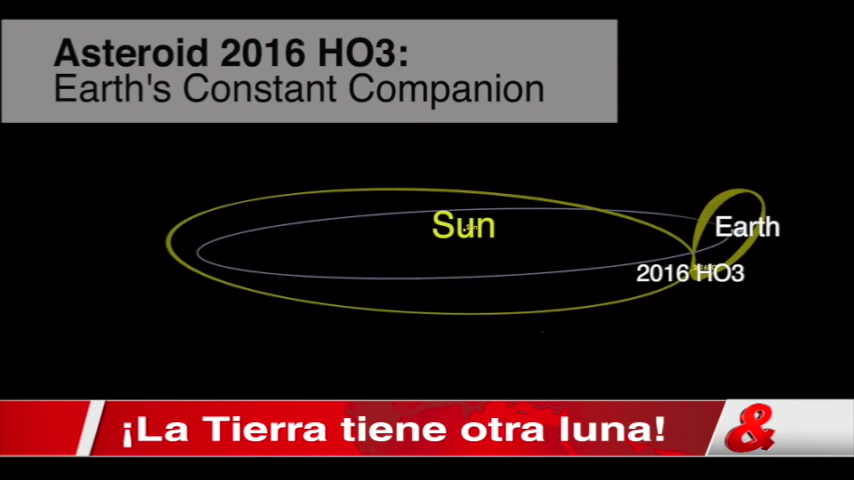 Asteroid 2016 HO3:
Earth's Constant Companion
Sun
Earth
2016 HO3
¡La Tierra tiene otra luna!
&